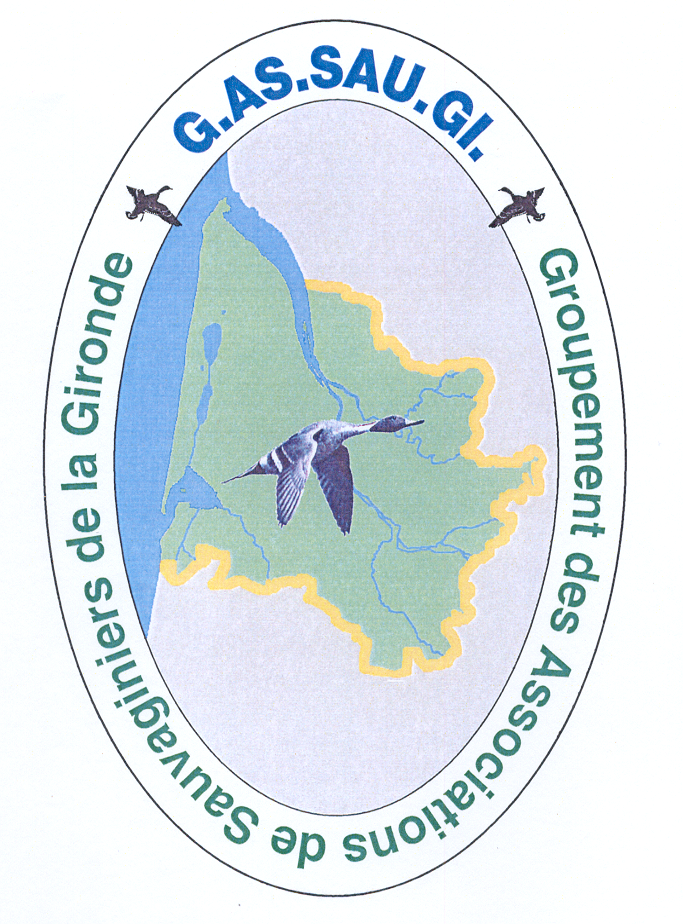 G.AS.SAU.GI.
Groupement des Associations de Sauvaginiers de la Gironde